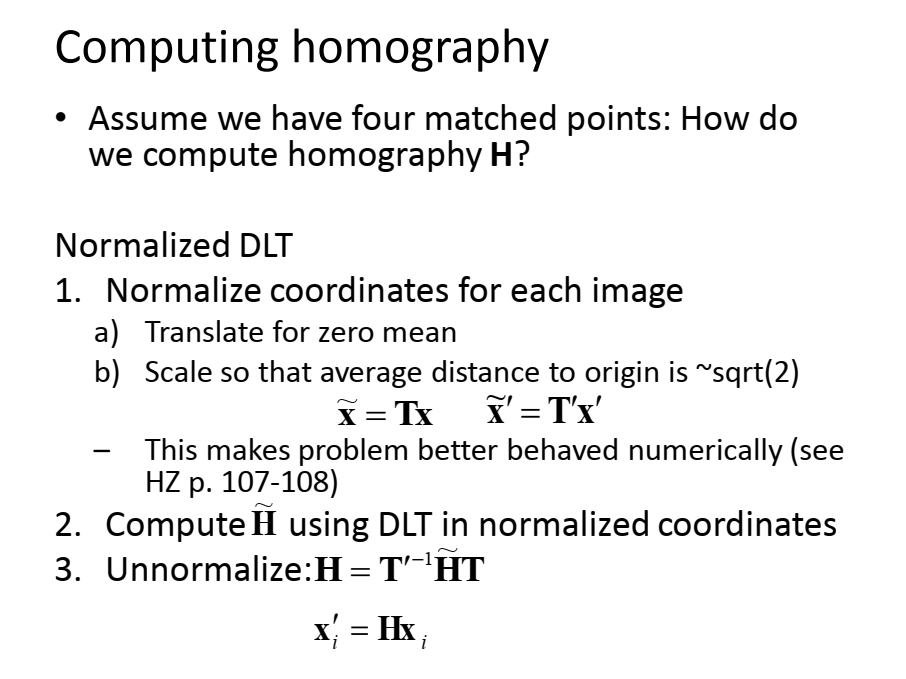 Computing homography
• Assume we have four matched points: How do
we compute homography H?
Normalized DLT
1. Normalize coordinates for each image
a) Translate for zero mean
b) Scale so that average distance to origin is ~sqrt(2)
x̃ = Tx x̃′ = T′x′
– This makes problem better behaved numerically (see
HZ p. 107-108)
2. Compute H̃ using DLT in normalized coordinates
3. Unnormalize: H = T′⁻¹H̃T
x′ᵢ = Hxᵢ